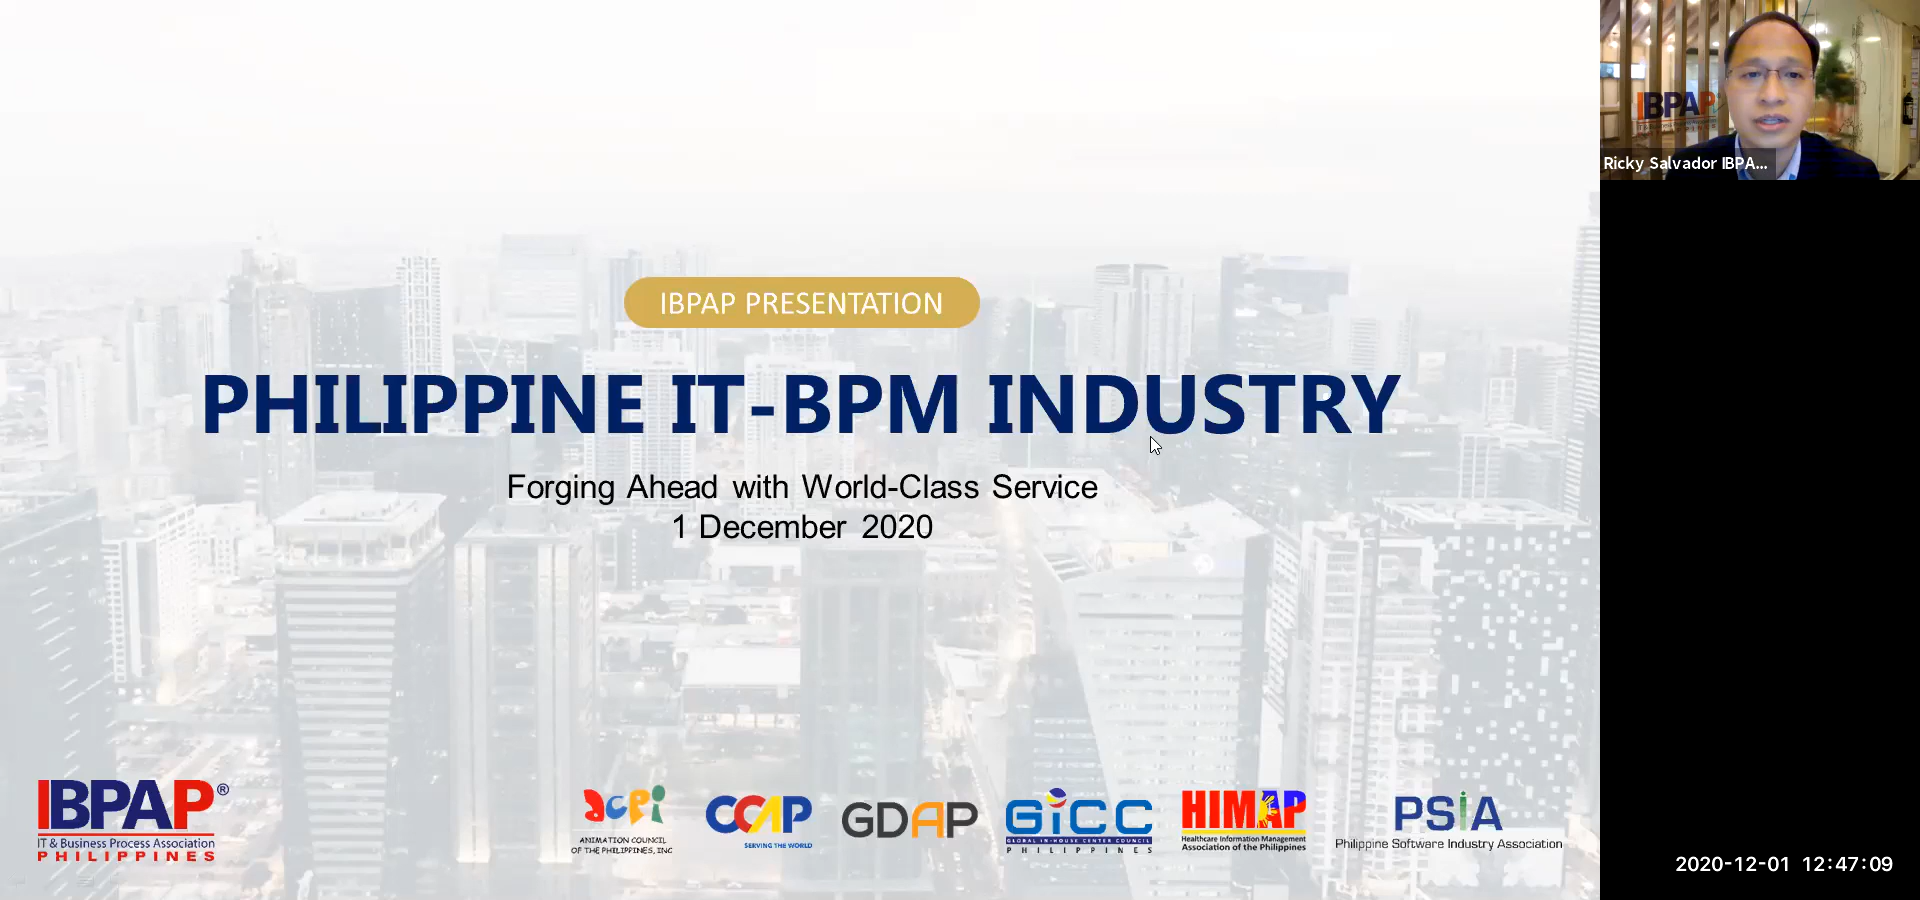 IBPAP PRESENTATION
PHILIPPINE IT-BPM INDUSTRY
Forging Ahead with World-Class Service
1 December 2020
IBPAP®
IT & Business Process Association
PHILIPPINES
acpi
ANIMATION COUNCIL
OF THE PHILIPPINES, INC
CCAP
SERVING THE WORLD
GDAP
GiCC
GLOBAL IN-HOUSE CENTER COUNCIL
PHILIPPINES
HIMAP
Healthcare Information Management
Association of the Philippines
PSiA
Philippine Software Industry Association
IBPAP
Ricky Salvador IBPA...
2020-12-01 12:47:09